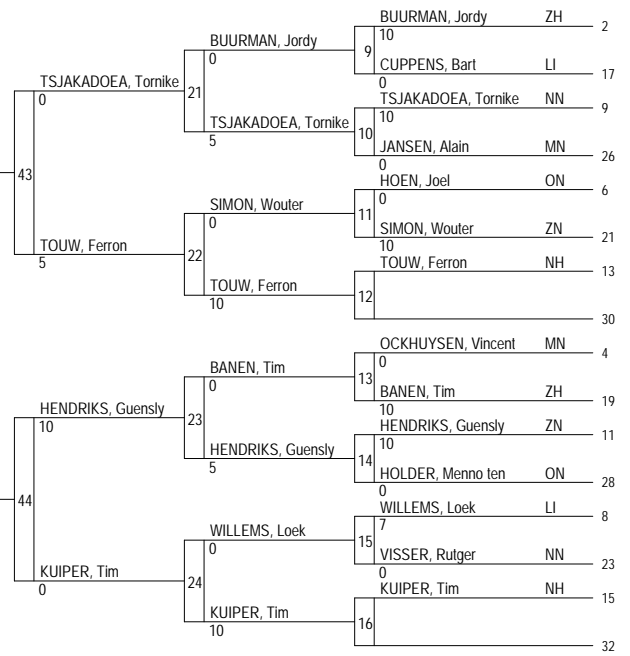 BUURMAN, Jordy ZH 2
10
BUURMAN, Jordy
0
9
CUPPENS, Bart LI 17
0
TSJAKADOEA, Tornike
0
21
TSJAKADOEA, Tornike NN 9
10
TSJAKADOEA, Tornike
5
10
JANSEN, Alain MN 26
0
43
HOEN, Joel ON 6
0
SIMON, Wouter
0
11
SIMON, Wouter ZN 21
10
TOUW, Ferron
5
22
TOUW, Ferron NH 13
TOUW, Ferron
10
12
30
OCKHUYSEN, Vincent MN 4
0
BANEN, Tim
0
13
BANEN, Tim ZH 19
10
HENDRIKS, Guensly
10
23
HENDRIKS, Guensly ZN 11
10
HENDRIKS, Guensly
5
14
HOLDER, Menno ten ON 28
0
44
WILLEMS, Loek LI 8
7
WILLEMS, Loek
0
15
VISSER, Rutger NN 23
0
KUIPER, Tim
0
24
KUIPER, Tim NH 15
KUIPER, Tim
10
16
32